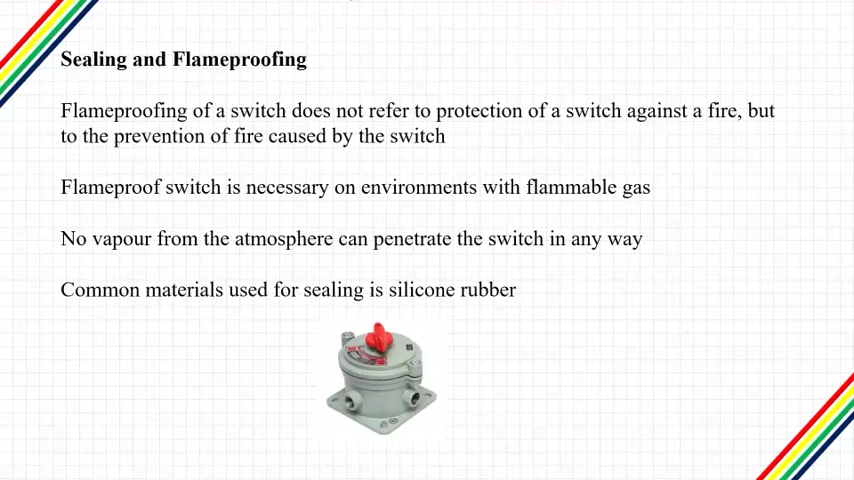 Sealing and Flameproofing
Flameproofing of a switch does not refer to protection of a switch against a fire, but
to the prevention of fire caused by the switch
Flameproof switch is necessary on environments with flammable gas
No vapour from the atmosphere can penetrate the switch in any way
Common materials used for sealing is silicone rubber